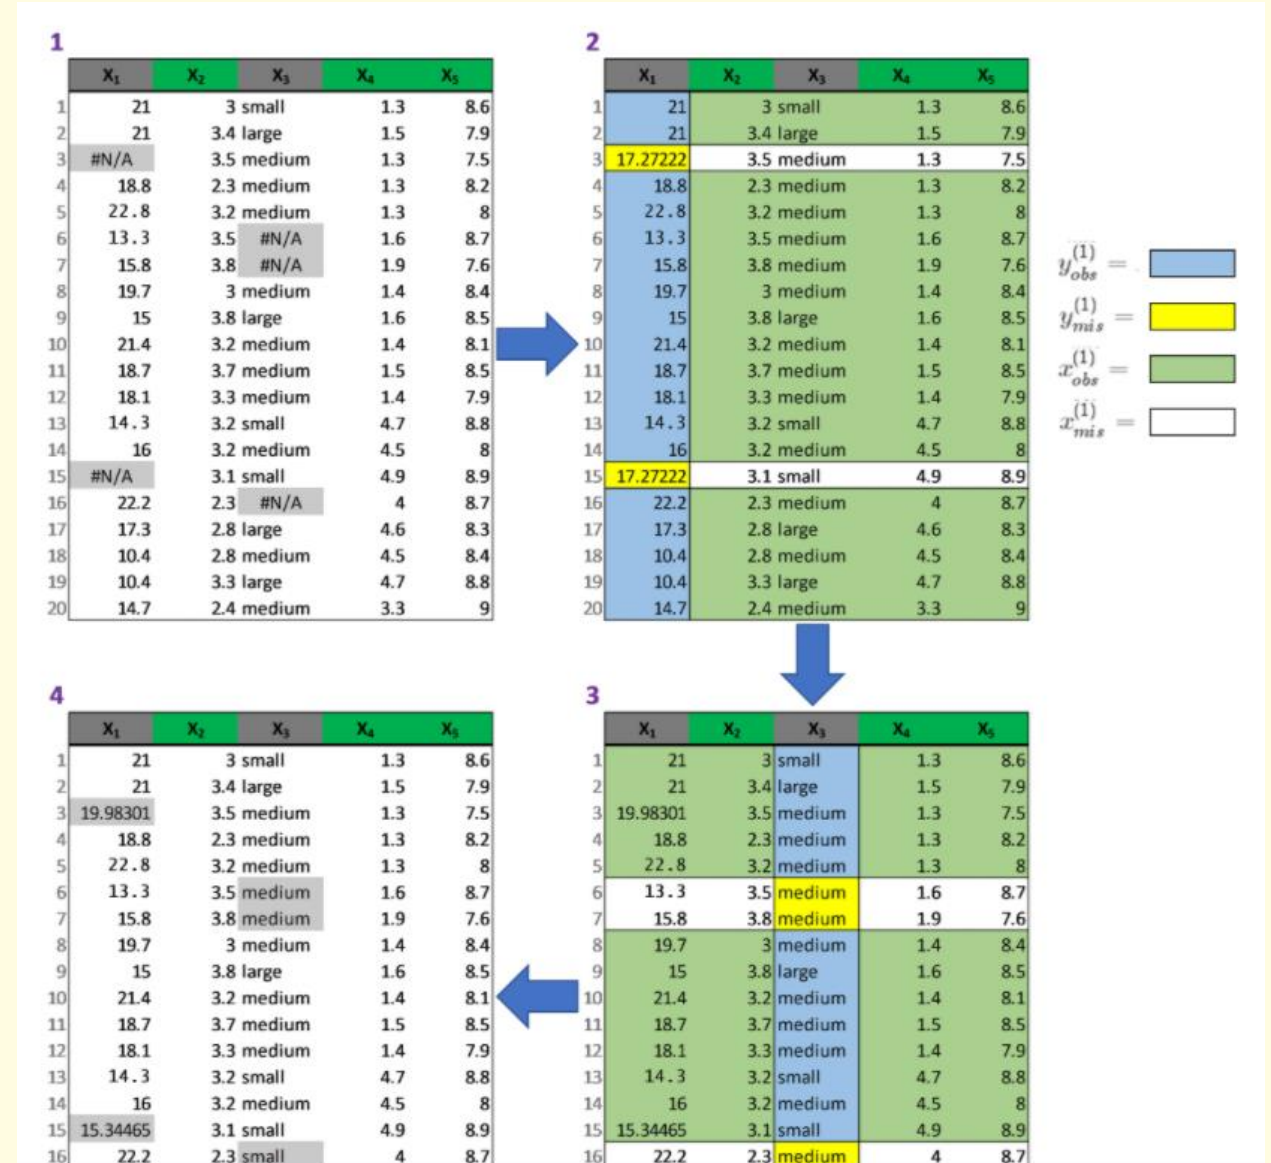 1
X₁ X₂ X₃ X₄ X₅
1 21 3 small 1.3 8.6
2 21 3.4 large 1.5 7.9
3 #N/A 3.5 medium 1.3 7.5
4 18.8 2.3 medium 1.3 8.2
5 22.8 3.2 medium 1.3 8
6 13.3 3.5 #N/A 1.6 8.7
7 15.8 3.8 #N/A 1.9 7.6
8 19.7 3 medium 1.4 8.4
9 15 3.8 large 1.6 8.5
10 21.4 3.2 medium 1.4 8.1
11 18.7 3.7 medium 1.5 8.5
12 18.1 3.3 medium 1.4 7.9
13 14.3 3.2 small 4.7 8.8
14 16 3.2 medium 4.5 8
15 #N/A 3.1 small 4.9 8.9
16 22.2 2.3 #N/A 4 8.7
17 17.3 2.8 large 4.6 8.3
18 10.4 2.8 medium 4.5 8.4
19 10.4 3.3 large 4.7 8.8
20 14.7 2.4 medium 3.3 9
2
X₁ X₂ X₃ X₄ X₅
1 21 3 small 1.3 8.6
2 21 3.4 large 1.5 7.9
3 17.27222 3.5 medium 1.3 7.5
4 18.8 2.3 medium 1.3 8.2
5 22.8 3.2 medium 1.3 8
6 13.3 3.5 medium 1.6 8.7
7 15.8 3.8 medium 1.9 7.6
8 19.7 3 medium 1.4 8.4
9 15 3.8 large 1.6 8.5
10 21.4 3.2 medium 1.4 8.1
11 18.7 3.7 medium 1.5 8.5
12 18.1 3.3 medium 1.4 7.9
13 14.3 3.2 small 4.7 8.8
14 16 3.2 medium 4.5 8
15 17.27222 3.1 small 4.9 8.9
16 22.2 2.3 medium 4 8.7
17 17.3 2.8 large 4.6 8.3
18 10.4 2.8 medium 4.5 8.4
19 10.4 3.3 large 4.7 8.8
20 14.7 2.4 medium 3.3 9
y_obs^(1) =
y_mis^(1) =
x_obs^(1) =
x_mis^(1) =
4
X₁ X₂ X₃ X₄ X₅
1 21 3 small 1.3 8.6
2 21 3.4 large 1.5 7.9
3 19.98301 3.5 medium 1.3 7.5
4 18.8 2.3 medium 1.3 8.2
5 22.8 3.2 medium 1.3 8
6 13.3 3.5 medium 1.6 8.7
7 15.8 3.8 medium 1.9 7.6
8 19.7 3 medium 1.4 8.4
9 15 3.8 large 1.6 8.5
10 21.4 3.2 medium 1.4 8.1
11 18.7 3.7 medium 1.5 8.5
12 18.1 3.3 medium 1.4 7.9
13 14.3 3.2 small 4.7 8.8
14 16 3.2 medium 4.5 8
15 15.34465 3.1 small 4.9 8.9
16 22.2 2.3 small 4 8.7
3
X₁ X₂ X₃ X₄ X₅
1 21 3 small 1.3 8.6
2 21 3.4 large 1.5 7.9
3 19.98301 3.5 medium 1.3 7.5
4 18.8 2.3 medium 1.3 8.2
5 22.8 3.2 medium 1.3 8
6 13.3 3.5 medium 1.6 8.7
7 15.8 3.8 medium 1.9 7.6
8 19.7 3 medium 1.4 8.4
9 15 3.8 large 1.6 8.5
10 21.4 3.2 medium 1.4 8.1
11 18.7 3.7 medium 1.5 8.5
12 18.1 3.3 medium 1.4 7.9
13 14.3 3.2 small 4.7 8.8
14 16 3.2 medium 4.5 8
15 15.34465 3.1 small 4.9 8.9
16 22.2 2.3 medium 4 8.7